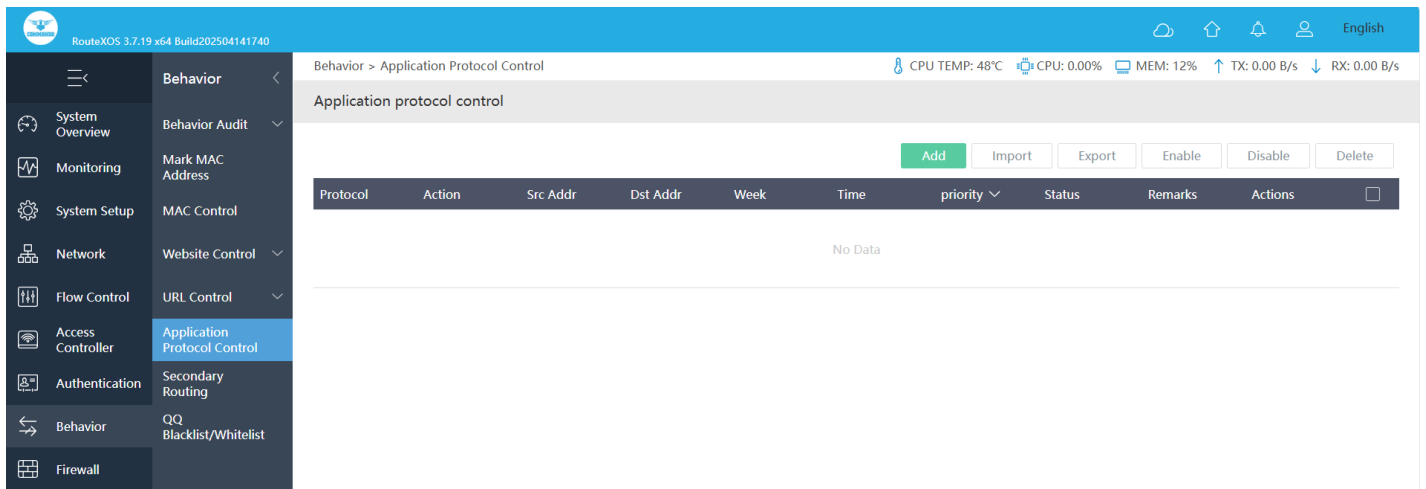 COMMANDO
RouteXOS 3.7.19 x64 Build202504141740
English
Behavior
Behavior > Application Protocol Control
CPU TEMP: 48℃ CPU: 0.00% MEM: 12% TX: 0.00 B/s RX: 0.00 B/s
Application protocol control
System
Overview
Monitoring
System Setup
Network
Flow Control
Access
Controller
Authentication
Behavior
Firewall
Behavior Audit
Mark MAC
Address
MAC Control
Website Control
URL Control
Application
Protocol Control
Secondary
Routing
QQ
Blacklist/Whitelist
Add Import Export Enable Disable Delete
Protocol Action Src Addr Dst Addr Week Time priority Status Remarks Actions
No Data